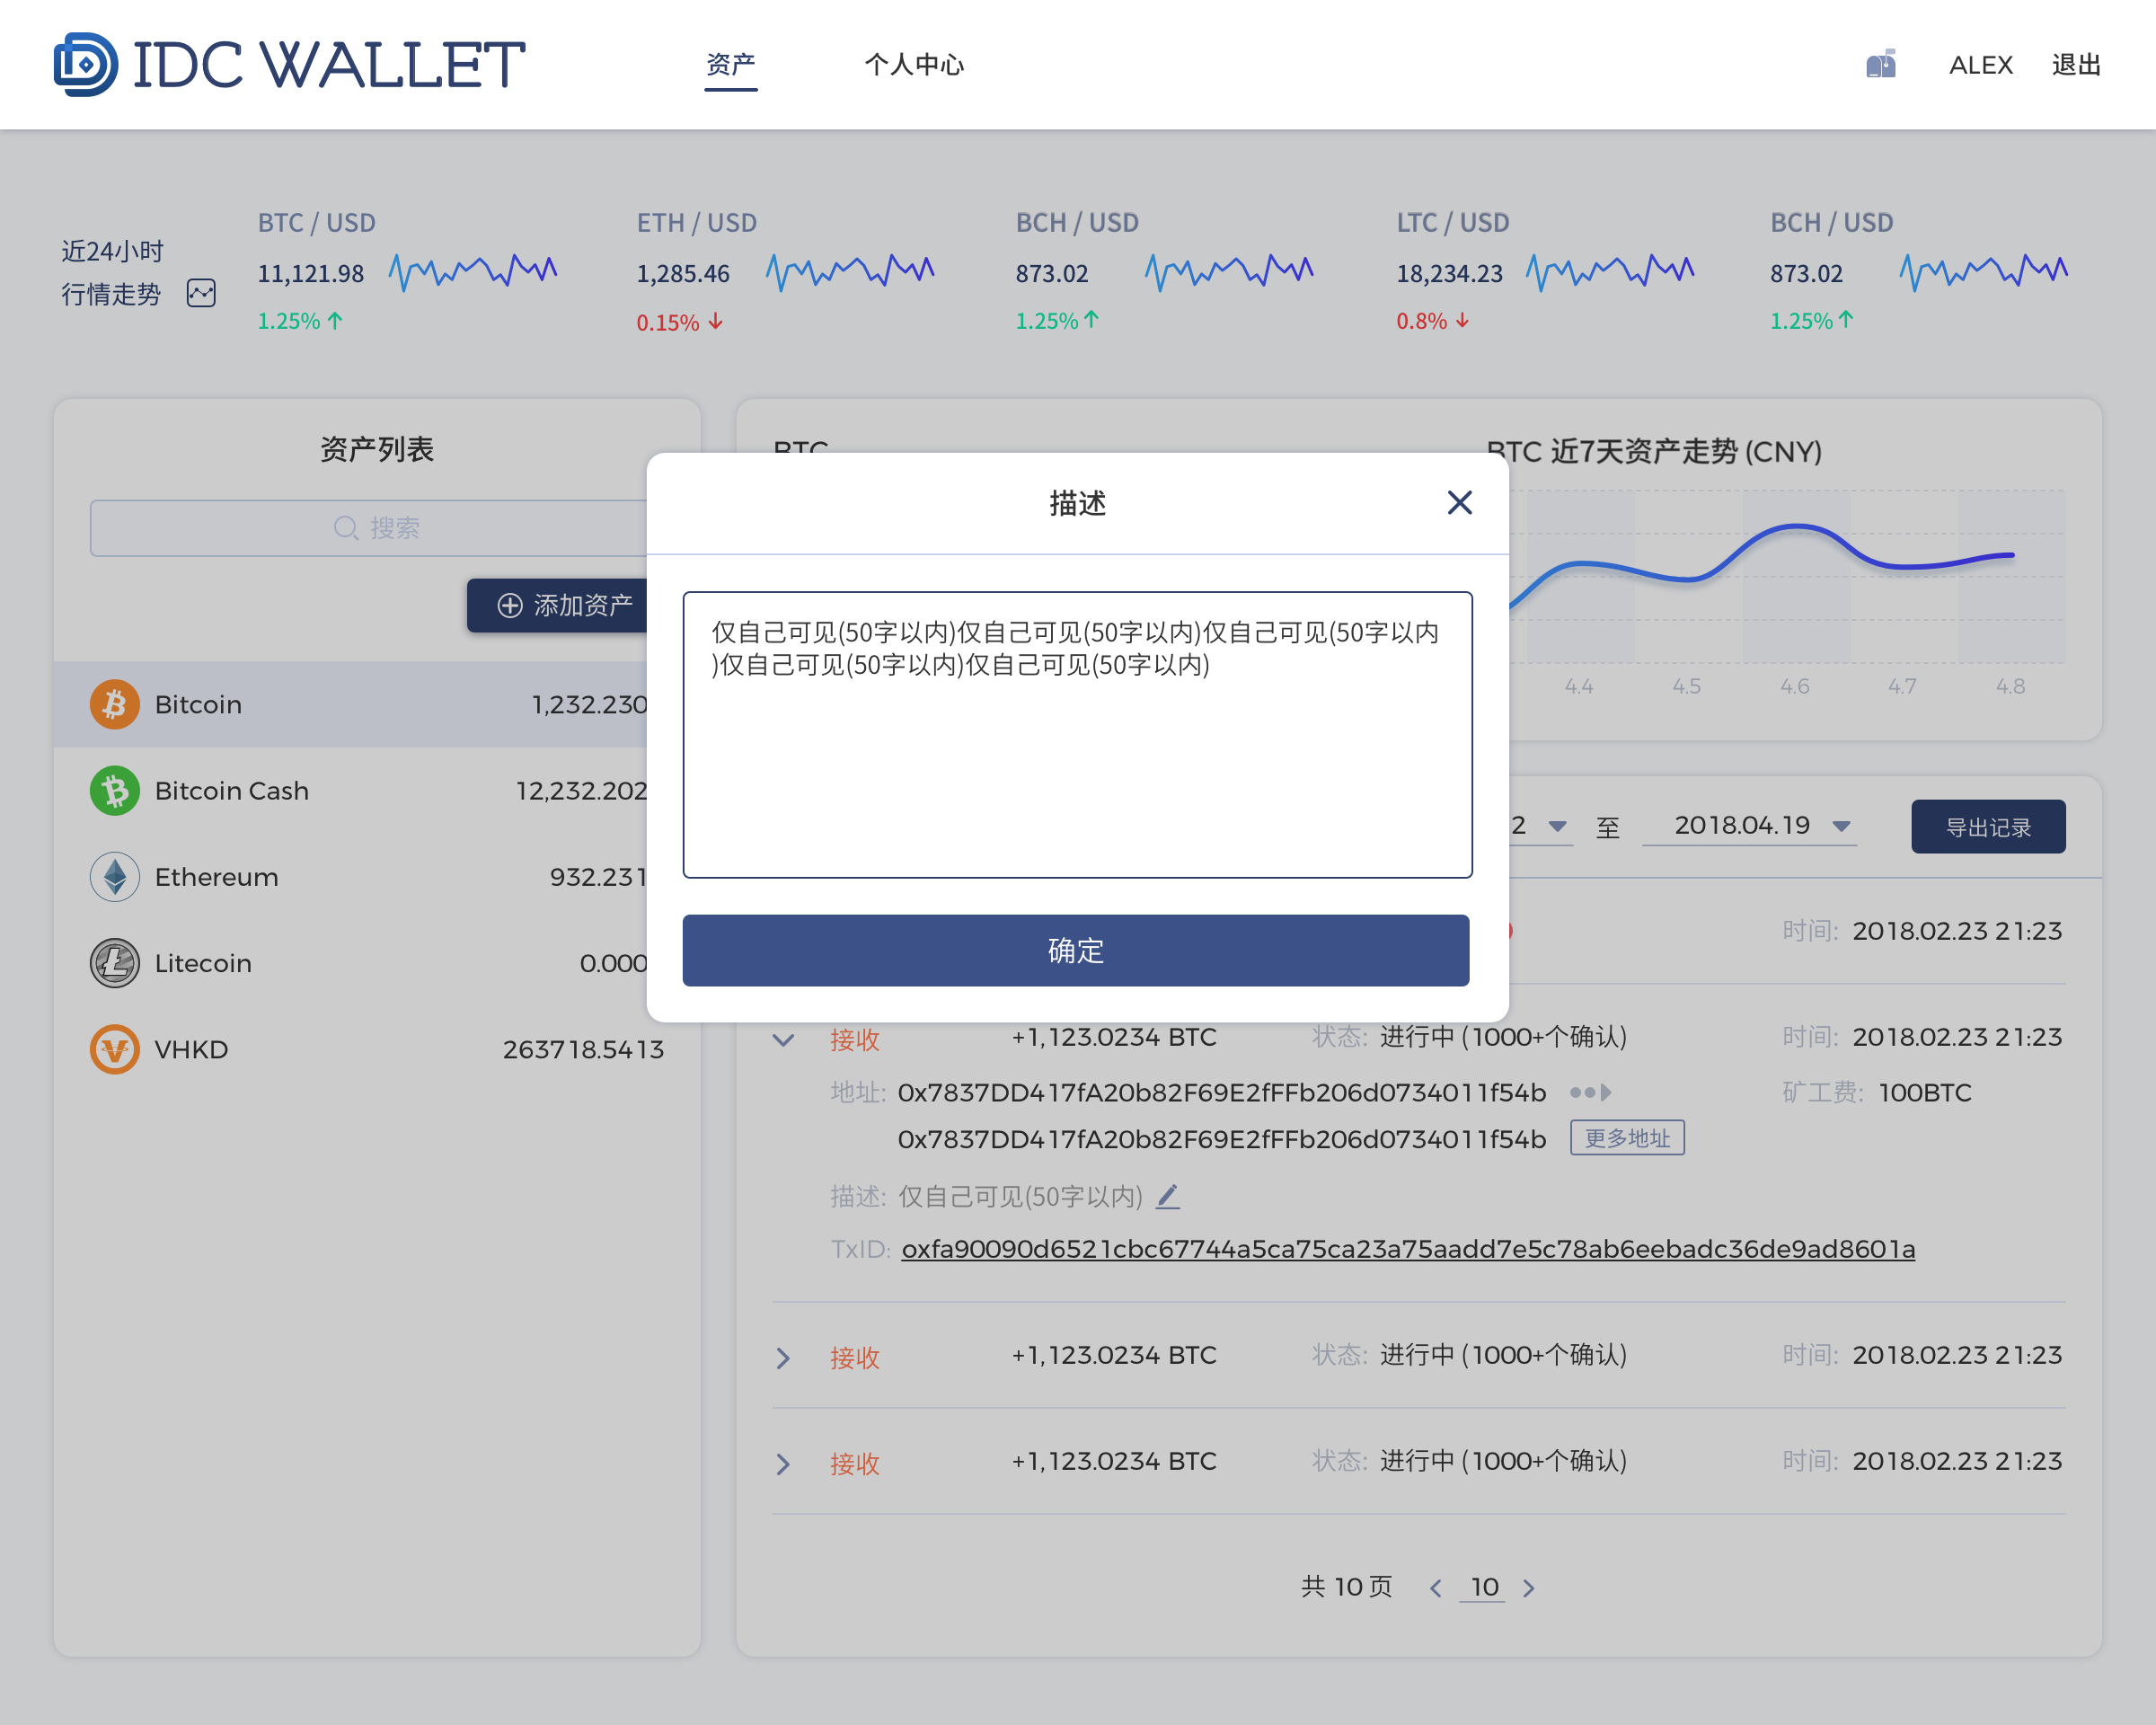 IDC WALLET
资产
个人中心
ALEX
退出
近24小时
行情走势
BTC / USD
11,121.98
1.25%
ETH / USD
1,285.46
0.15%
BCH / USD
873.02
1.25%
LTC / USD
18,234.23
0.8%
BCH / USD
873.02
1.25%
资产列表
搜索
添加资产
Bitcoin 1,232.230
Bitcoin Cash 12,232.202
Ethereum 932.231
Litecoin 0.000
VHKD 263718.5413
BTC
BTC 近7天资产走势 (CNY)
4.4 4.5 4.6 4.7 4.8
描述
仅自己可见(50字以内)仅自己可见(50字以内)仅自己可见(50字以内
)仅自己可见(50字以内)仅自己可见(50字以内)
确定
2 至 2018.04.19 导出记录
时间: 2018.02.23 21:23
接收 +1,123.0234 BTC 状态: 进行中 (1000+个确认) 时间: 2018.02.23 21:23
地址: 0x7837DD417fA20b82F69E2fFFb206d0734011f54b 矿工费: 100BTC
0x7837DD417fA20b82F69E2fFFb206d0734011f54b 更多地址
描述: 仅自己可见(50字以内)
TxID: oxfa90090d6521cbc67744a5ca75ca23a75aadd7e5c78ab6eebadc36de9ad8601a
接收 +1,123.0234 BTC 状态: 进行中 (1000+个确认) 时间: 2018.02.23 21:23
接收 +1,123.0234 BTC 状态: 进行中 (1000+个确认) 时间: 2018.02.23 21:23
共 10 页 10